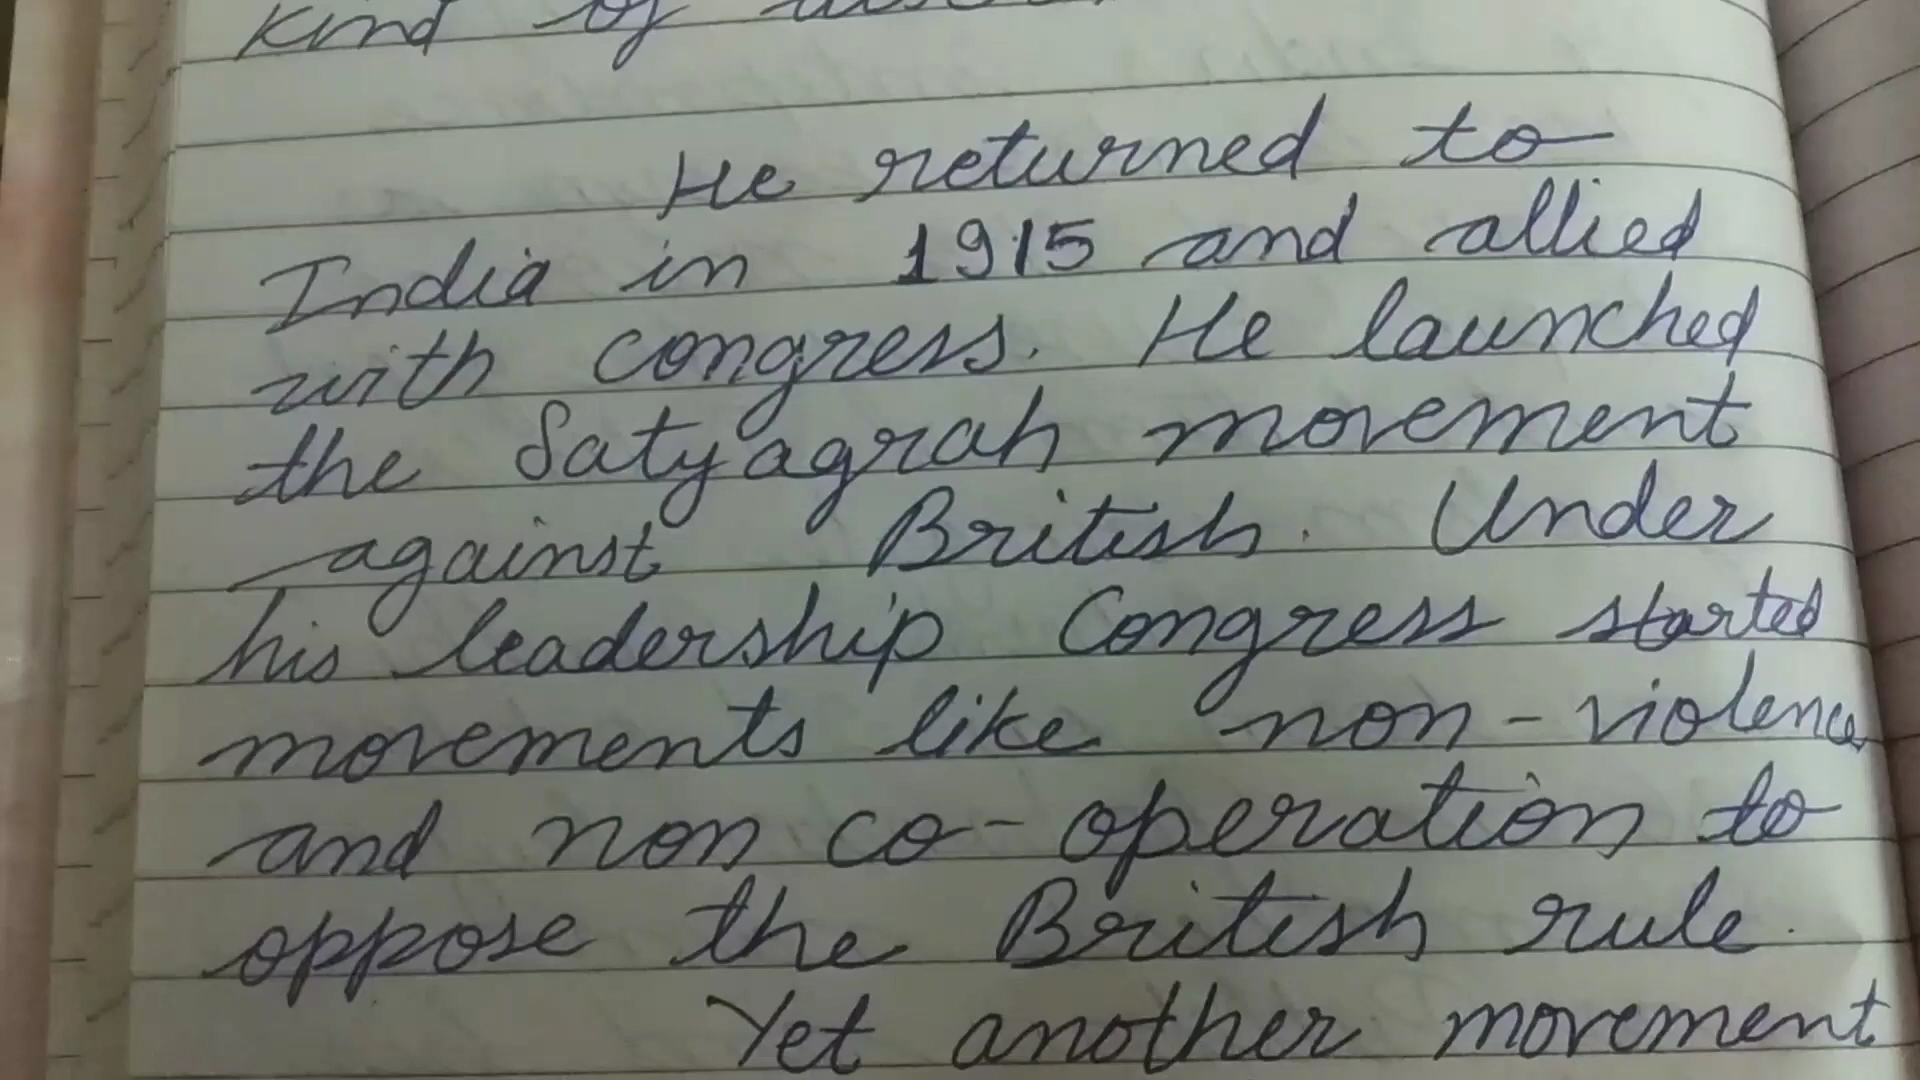 kind of
He returned to
India in 1915 and allied
with congress. He launched
the Satyagrah movement
against British. Under
his leadership Congress started
movements like non-violence
and non co-operation to
oppose the British rule.
Yet another movement